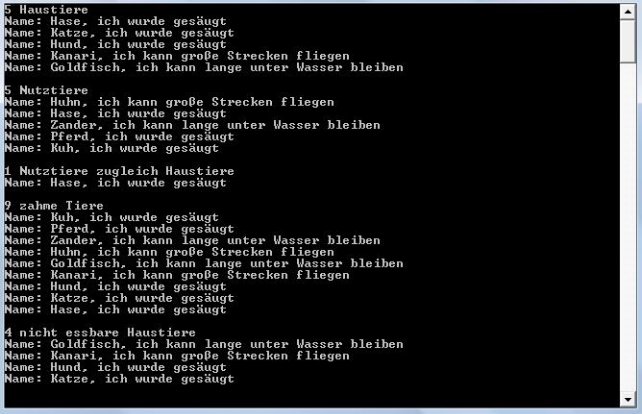 5 Haustiere
Name: Hase, ich wurde gesäugt
Name: Katze, ich wurde gesäugt
Name: Hund, ich wurde gesäugt
Name: Kanari, ich kann große Strecken fliegen
Name: Goldfisch, ich kann lange unter Wasser bleiben
5 Nutztiere
Name: Huhn, ich kann große Strecken fliegen
Name: Hase, ich wurde gesäugt
Name: Zander, ich kann lange unter Wasser bleiben
Name: Pferd, ich wurde gesäugt
Name: Kuh, ich wurde gesäugt
1 Nutztiere zugleich Haustiere
Name: Hase, ich wurde gesäugt
9 zahme Tiere
Name: Kuh, ich wurde gesäugt
Name: Pferd, ich wurde gesäugt
Name: Zander, ich kann lange unter Wasser bleiben
Name: Huhn, ich kann große Strecken fliegen
Name: Goldfisch, ich kann lange unter Wasser bleiben
Name: Kanari, ich kann große Strecken fliegen
Name: Hund, ich wurde gesäugt
Name: Katze, ich wurde gesäugt
Name: Hase, ich wurde gesäugt
4 nicht essbare Haustiere
Name: Goldfisch, ich kann lange unter Wasser bleiben
Name: Kanari, ich kann große Strecken fliegen
Name: Hund, ich wurde gesäugt
Name: Katze, ich wurde gesäugt